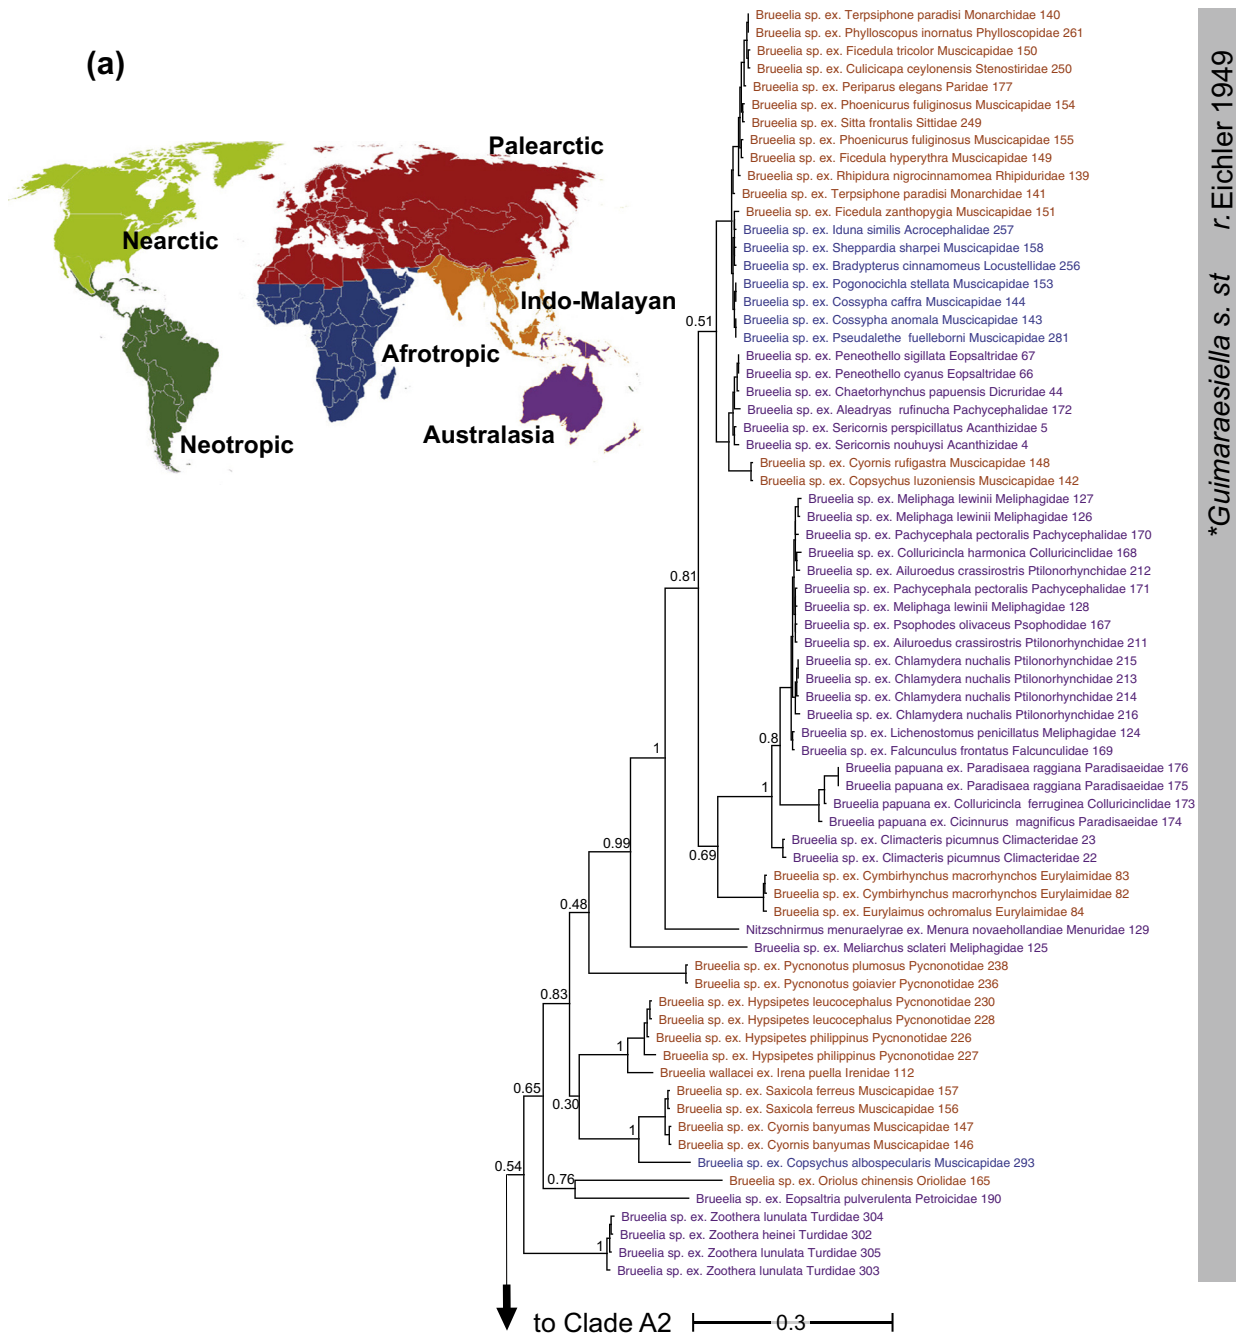 (a)
Palearctic
Nearctic
Indo-Malayan
Afrotropic
Australasia
Neotropic
Brueelia sp. ex. Terpsiphone paradisi Monarchidae 140
Brueelia sp. ex. Phylloscopus inornatus Phylloscopidae 261
Brueelia sp. ex. Ficedula tricolor Muscicapidae 150
Brueelia sp. ex. Culicicapa ceylonensis Stenostiridae 250
Brueelia sp. ex. Periparus elegans Paridae 177
Brueelia sp. ex. Phoenicurus fuliginosus Muscicapidae 154
Brueelia sp. ex. Sitta frontalis Sittidae 249
Brueelia sp. ex. Phoenicurus fuliginosus Muscicapidae 155
Brueelia sp. ex. Ficedula hyperythra Muscicapidae 149
Brueelia sp. ex. Rhipidura nigrocinnamomea Rhipiduridae 139
Brueelia sp. ex. Terpsiphone paradisi Monarchidae 141
Brueelia sp. ex. Ficedula zanthopygia Muscicapidae 151
Brueelia sp. ex. Iduna similis Acrocephalidae 257
Brueelia sp. ex. Sheppardia sharpei Muscicapidae 158
Brueelia sp. ex. Bradypterus cinnamomeus Locustellidae 256
Brueelia sp. ex. Pogonocichla stellata Muscicapidae 153
Brueelia sp. ex. Cossypha caffra Muscicapidae 144
Brueelia sp. ex. Cossypha anomala Muscicapidae 143
Brueelia sp. ex. Pseudalethe fuelleborni Muscicapidae 281
Brueelia sp. ex. Peneothello sigillata Eopsaltridae 67
Brueelia sp. ex. Peneothello cyanus Eopsaltridae 66
Brueelia sp. ex. Chaetorhynchus papuensis Dicruridae 44
Brueelia sp. ex. Aleadryas rufinucha Pachycephalidae 172
Brueelia sp. ex. Sericornis perspicillatus Acanthizidae 5
Brueelia sp. ex. Sericornis nouhuysi Acanthizidae 4
Brueelia sp. ex. Cyornis rufigastra Muscicapidae 148
Brueelia sp. ex. Copsychus luzoniensis Muscicapidae 142
Brueelia sp. ex. Meliphaga lewinii Meliphagidae 127
Brueelia sp. ex. Meliphaga lewinii Meliphagidae 126
Brueelia sp. ex. Pachycephala pectoralis Pachycephalidae 170
Brueelia sp. ex. Colluricincla harmonica Colluricinclidae 168
Brueelia sp. ex. Ailuroedus crassirostris Ptilonorhynchidae 212
Brueelia sp. ex. Pachycephala pectoralis Pachycephalidae 171
Brueelia sp. ex. Meliphaga lewinii Meliphagidae 128
Brueelia sp. ex. Psophodes olivaceus Psophodidae 167
Brueelia sp. ex. Ailuroedus crassirostris Ptilonorhynchidae 211
Brueelia sp. ex. Chlamydera nuchalis Ptilonorhynchidae 215
Brueelia sp. ex. Chlamydera nuchalis Ptilonorhynchidae 213
Brueelia sp. ex. Chlamydera nuchalis Ptilonorhynchidae 214
Brueelia sp. ex. Chlamydera nuchalis Ptilonorhynchidae 216
Brueelia sp. ex. Lichenostomus penicillatus Meliphagidae 124
Brueelia sp. ex. Falcunculus frontatus Falcunculidae 169
Brueelia papuana ex. Paradisaea raggiana Paradisaeidae 176
Brueelia papuana ex. Paradisaea raggiana Paradisaeidae 175
Brueelia papuana ex. Colluricincla ferruginea Colluricinclidae 173
Brueelia papuana ex. Cicinnurus magnificus Paradisaeidae 174
Brueelia sp. ex. Climacteris picumnus Climacteridae 23
Brueelia sp. ex. Climacteris picumnus Climacteridae 22
Brueelia sp. ex. Cymbirhynchus macrorhynchos Eurylaimidae 83
Brueelia sp. ex. Cymbirhynchus macrorhynchos Eurylaimidae 82
Brueelia sp. ex. Eurylaimus ochromalus Eurylaimidae 84
Nitzschnirmus menuraelyrae ex. Menura novaehollandiae Menuridae 129
Brueelia sp. ex. Meliarchus sclateri Meliphagidae 125
Brueelia sp. ex. Pycnonotus plumosus Pycnonotidae 238
Brueelia sp. ex. Pycnonotus goiavier Pycnonotidae 236
Brueelia sp. ex. Hypsipetes leucocephalus Pycnonotidae 230
Brueelia sp. ex. Hypsipetes leucocephalus Pycnonotidae 228
Brueelia sp. ex. Hypsipetes philippinus Pycnonotidae 226
Brueelia sp. ex. Hypsipetes philippinus Pycnonotidae 227
Brueelia wallacei ex. Irena puella Irenidae 112
Brueelia sp. ex. Saxicola ferreus Muscicapidae 157
Brueelia sp. ex. Saxicola ferreus Muscicapidae 156
Brueelia sp. ex. Cyornis banyumas Muscicapidae 147
Brueelia sp. ex. Cyornis banyumas Muscicapidae 146
Brueelia sp. ex. Copsychus albospecularis Muscicapidae 293
Brueelia sp. ex. Oriolus chinensis Oriolidae 165
Brueelia sp. ex. Eopsaltria pulverulenta Petroicidae 190
Brueelia sp. ex. Zoothera lunulata Turdidae 304
Brueelia sp. ex. Zoothera heinei Turdidae 302
Brueelia sp. ex. Zoothera lunulata Turdidae 305
Brueelia sp. ex. Zoothera lunulata Turdidae 303
0.51
0.81
0.8
1
1
0.69
0.99
0.48
0.83
1
0.65
0.30
1
0.54
0.76
1
to Clade A2
0.3
*Guimaraesiella s. st r. Eichler 1949